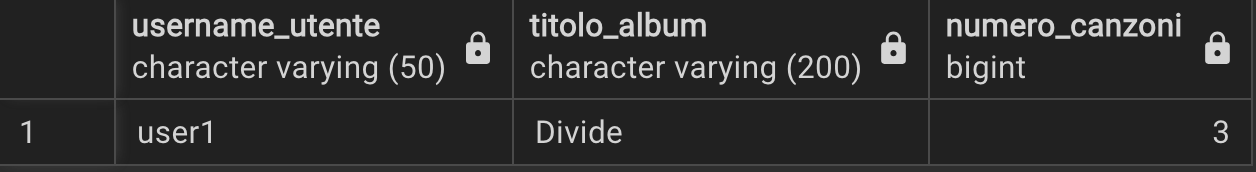 username_utente titolo_album numero_canzoni
character varying (50) character varying (200) bigint
1 user1 Divide 3